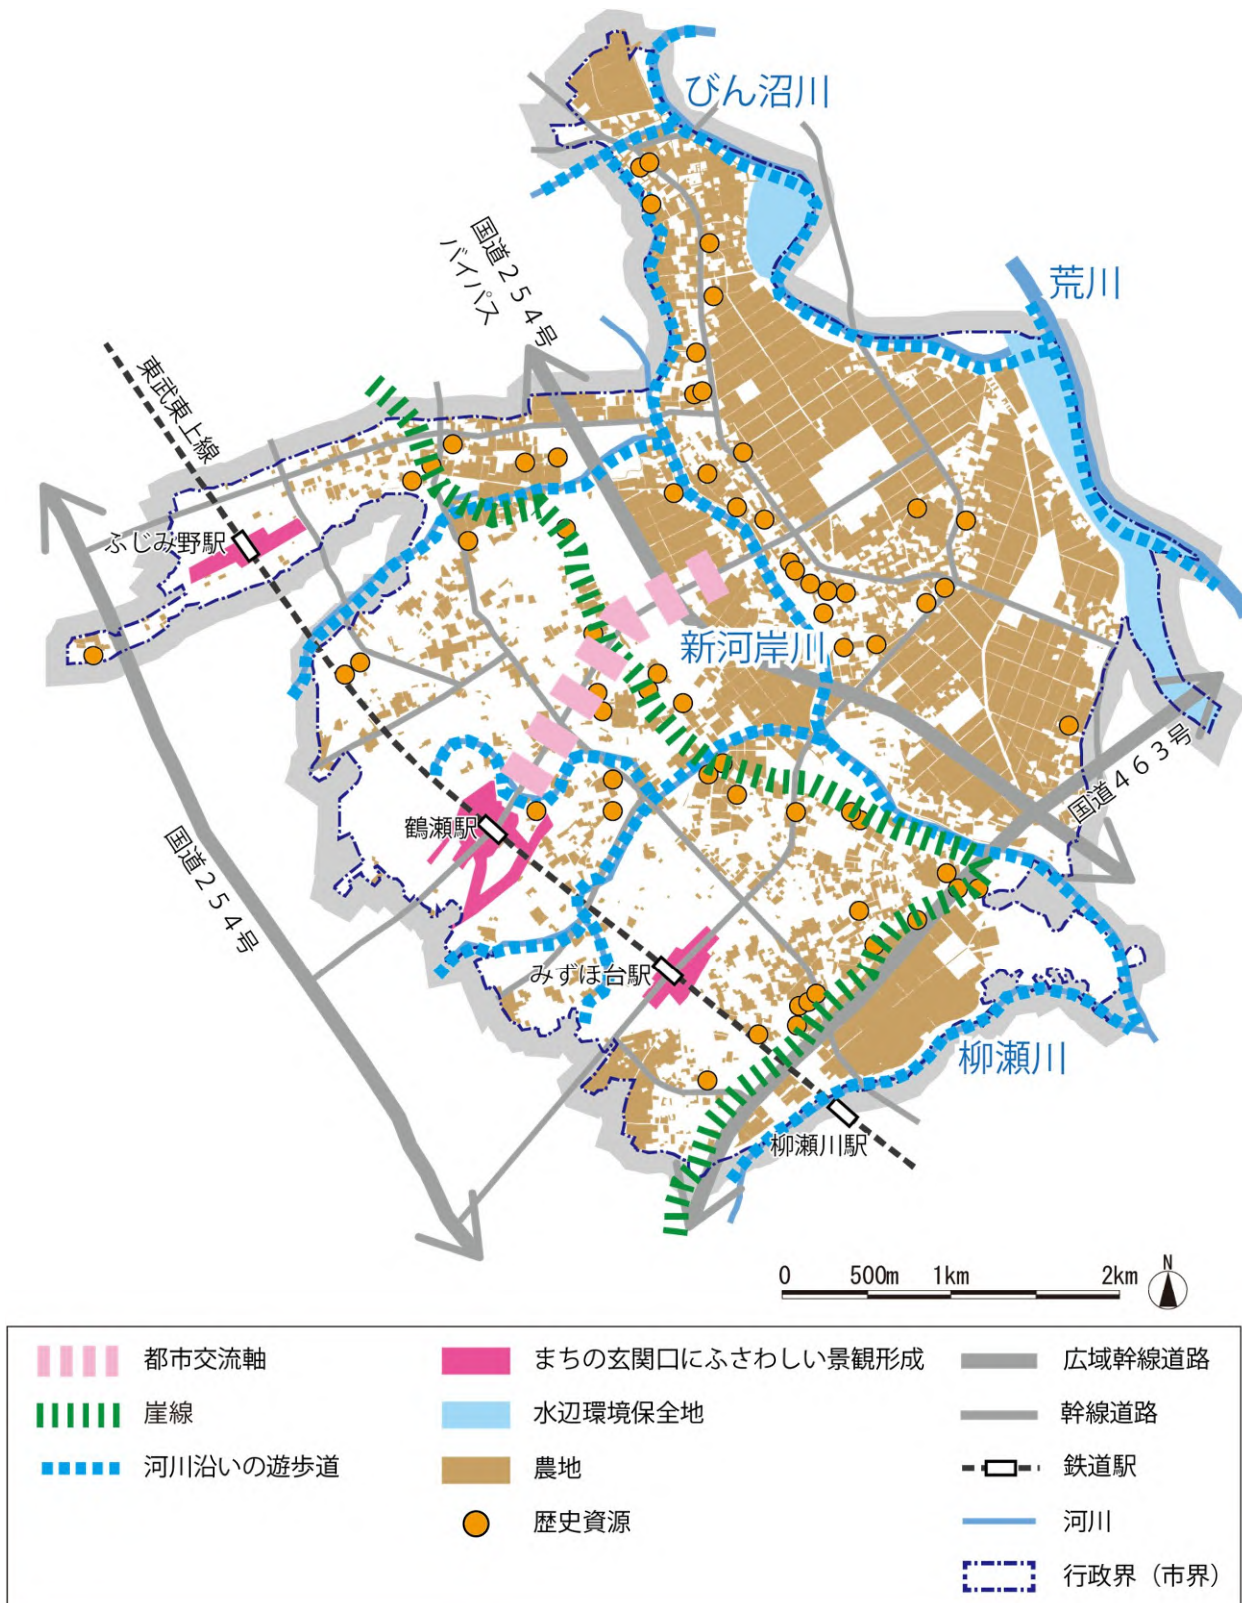 びん沼川
国道２５４号
バイパス
荒川
東武東上線
ふじみ野駅
新河岸川
国道４６３号
鶴瀬駅
国道２５４号
みずほ台駅
柳瀬川
柳瀬川駅
0 500m 1km 2km
N
都市交流軸
まちの玄関口にふさわしい景観形成
広域幹線道路
崖線
水辺環境保全地
幹線道路
河川沿いの遊歩道
農地
鉄道駅
歴史資源
河川
行政界（市界）